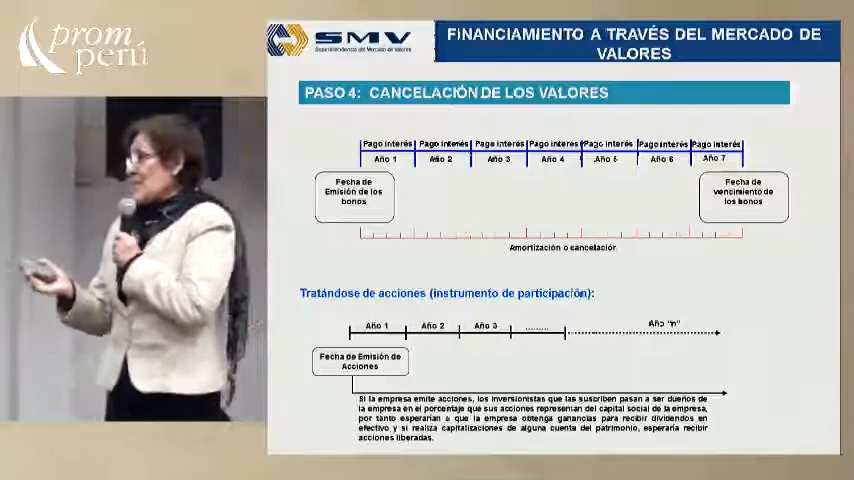 prom
perú
SMV
Superintendencia del Mercado de Valores
FINANCIAMIENTO A TRAVÉS DEL MERCADO DE
VALORES
PASO 4: CANCELACIÓN DE LOS VALORES
Pago interés Pago interés Pago interés Pago interés Pago interés Pago interés Pago interés
Año 1 Año 2 Año 3 Año 4 Año 5 Año 6 Año 7
Fecha de
Emisión de los
bonos
Fecha de
vencimiento de
los bonos
Amortización o cancelación
Tratándose de acciones (instrumento de participación):
Año 1 Año 2 Año 3 ......... Año "n"
Fecha de Emisión de
Acciones
Si la empresa emite acciones, los inversionistas que las suscriben pasan a ser dueños de
la empresa en el porcentaje que sus acciones representan del capital social de la empresa,
por tanto esperarían a que la empresa obtenga ganancias para recibir dividendos en
efectivo y si realiza capitalizaciones de alguna cuenta del patrimonio, esperaría recibir
acciones liberadas.